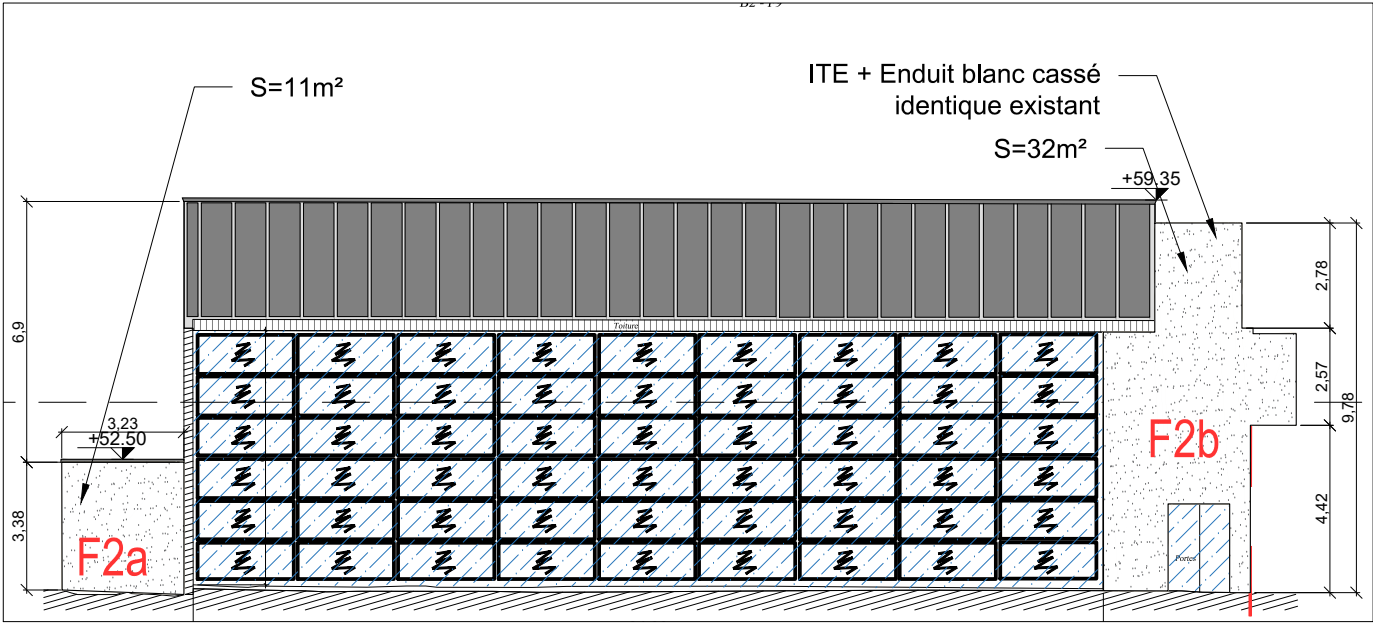 S=11m²
ITE + Enduit blanc cassé
identique existant
S=32m²
+59.35
2,78
6,9
Toiture
2,57
9,78
3,23
+52.50
F2b
4,42
3,38
F2a
Portes